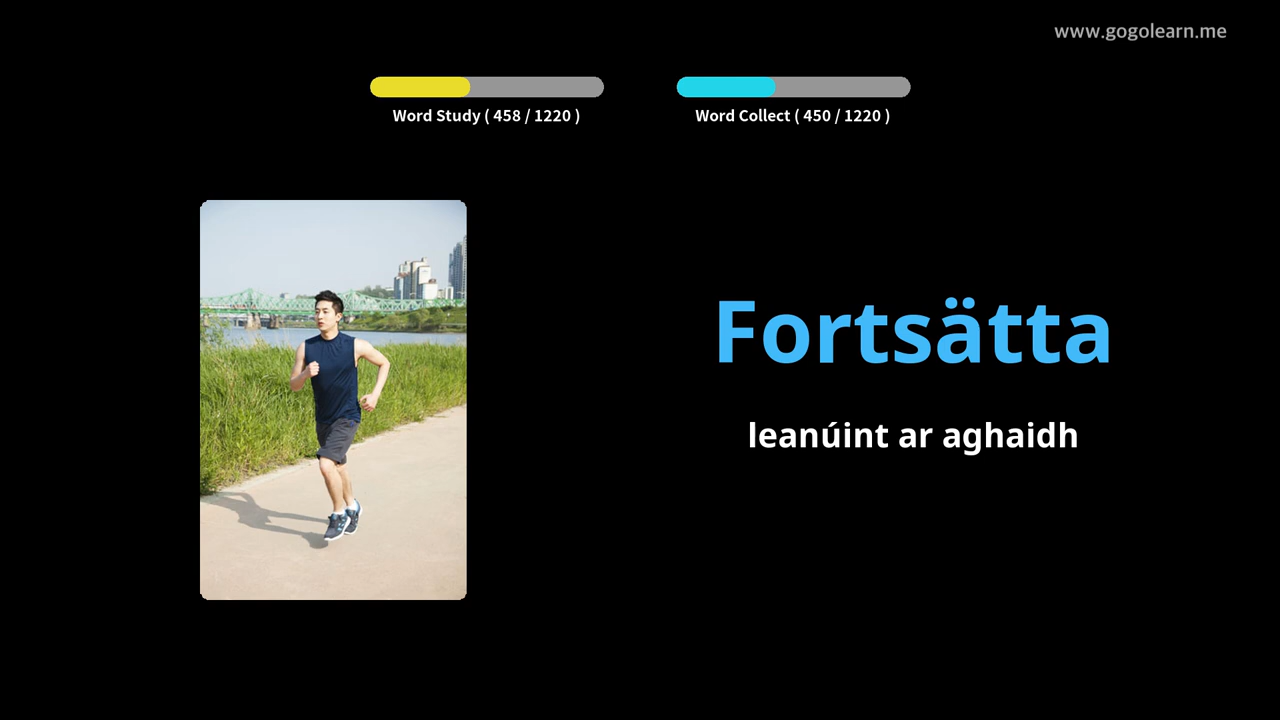 www.gogolearn.me
Word Study ( 458 / 1220 )
Word Collect ( 450 / 1220 )
Fortsätta
leanúint ar aghaidh